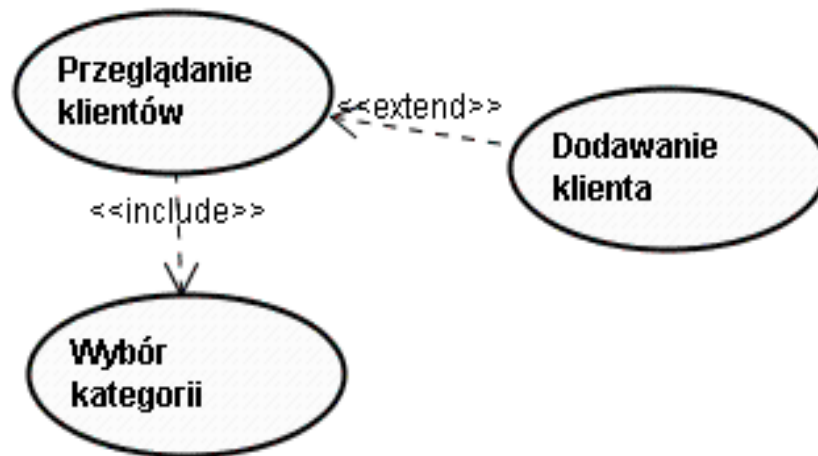 Przeglądanie
klientów
<<extend>>
Dodawanie
klienta
<<include>>
Wybór
kategorii